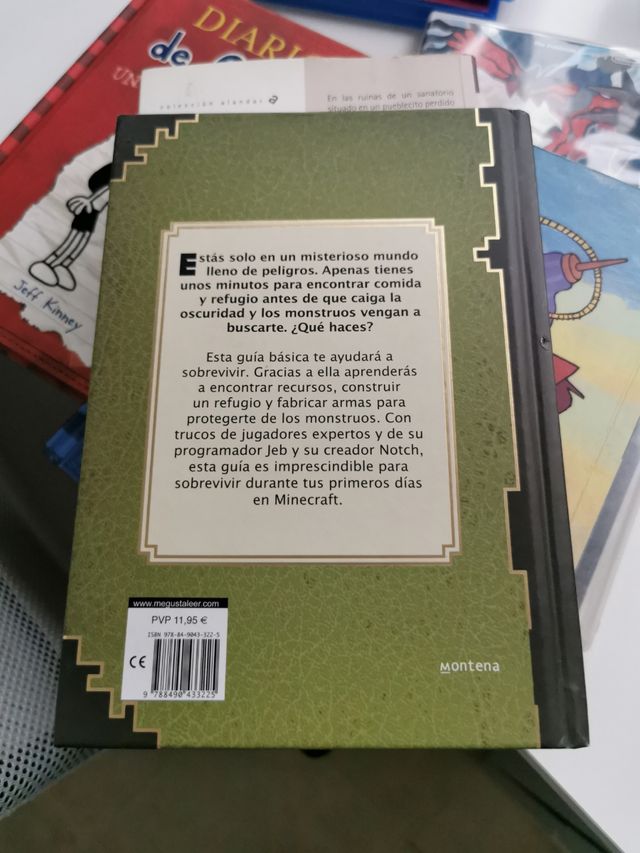 DIARI
de
UN
Jeff Kinney
colección alandar a
En las ruinas de un sanatorio
situado en un pueblecito perdido
Estás solo en un misterioso mundo
lleno de peligros. Apenas tienes
unos minutos para encontrar comida
y refugio antes de que caiga la
oscuridad y los monstruos vengan a
buscarte. ¿Qué haces?
Esta guía básica te ayudará a
sobrevivir. Gracias a ella aprenderás
a encontrar recursos, construir
un refugio y fabricar armas para
protegerte de los monstruos. Con
trucos de jugadores expertos y de su
programador Jeb y su creador Notch,
esta guía es imprescindible para
sobrevivir durante tus primeros días
en Minecraft.
www.megustaleer.com
PVP 11,95 €
ISBN 978-84-9043-322-5
CE
9 788490 433225
Montena